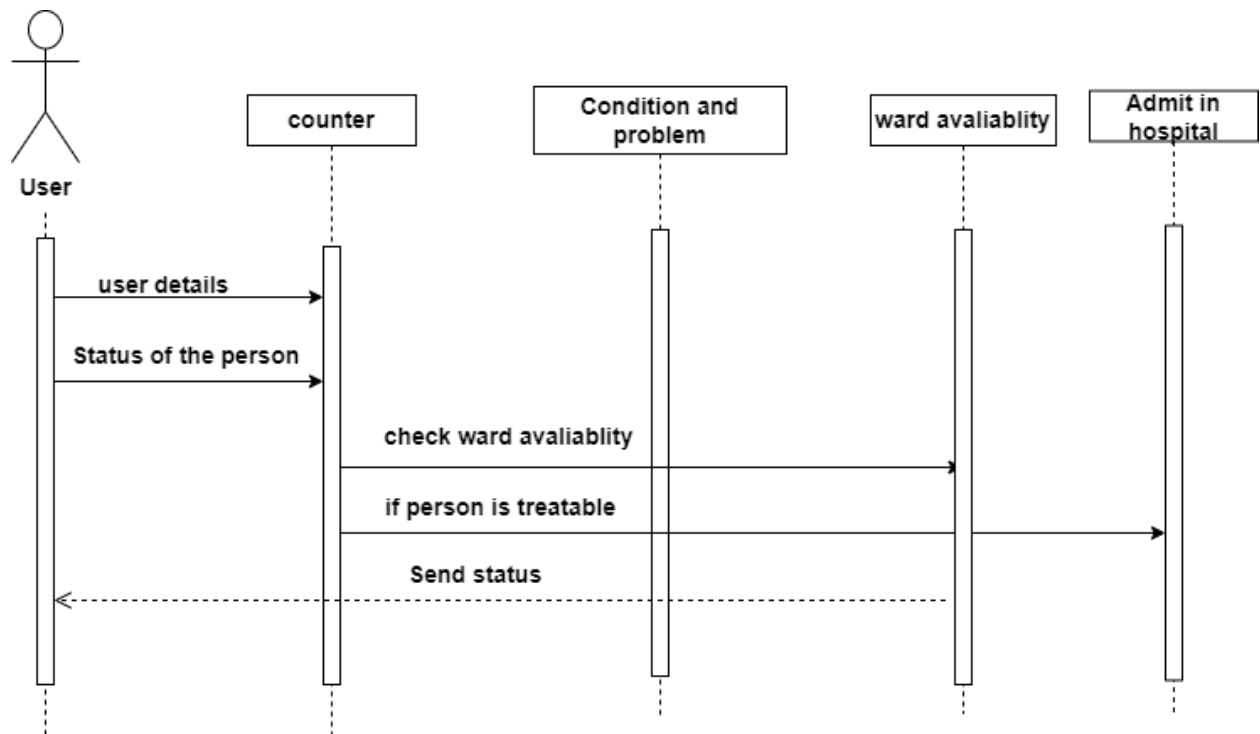 User
counter
Condition and
problem
ward avaliablity
Admit in
hospital
user details
Status of the person
check ward avaliablity
if person is treatable
Send status